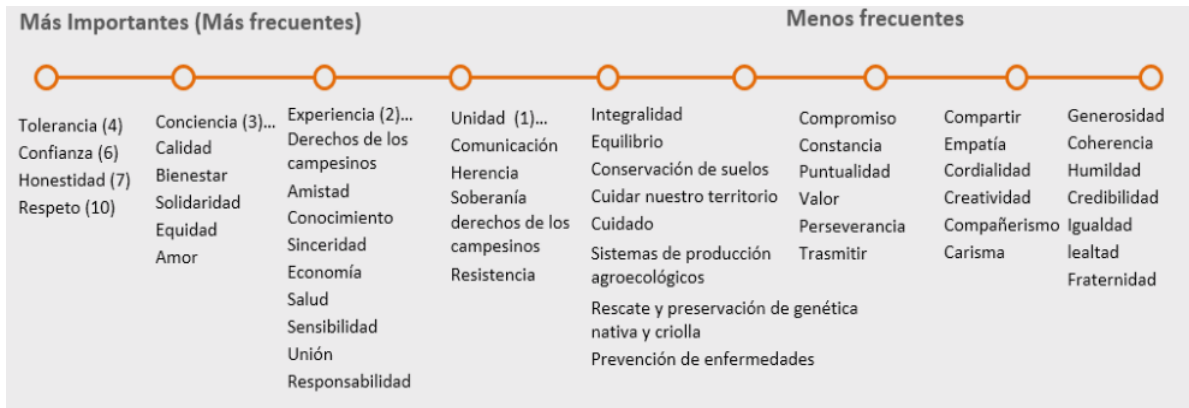 Más Importantes (Más frecuentes)
Menos frecuentes
Tolerancia (4)
Confianza (6)
Honestidad (7)
Respeto (10)
Conciencia (3)...
Calidad
Bienestar
Solidaridad
Equidad
Amor
Experiencia (2)...
Derechos de los
campesinos
Amistad
Conocimiento
Sinceridad
Economía
Salud
Sensibilidad
Unión
Responsabilidad
Unidad (1)...
Comunicación
Herencia
Soberanía
derechos de los
campesinos
Resistencia
Integralidad
Equilibrio
Conservación de suelos
Cuidar nuestro territorio
Cuidado
Sistemas de producción
agroecológicos
Rescate y preservación de genética
nativa y criolla
Prevención de enfermedades
Compromiso
Constancia
Puntualidad
Valor
Perseverancia
Trasmitir
Compartir
Empatía
Cordialidad
Creatividad
Compañerismo
Carisma
Generosidad
Coherencia
Humildad
Credibilidad
Igualdad
lealtad
Fraternidad